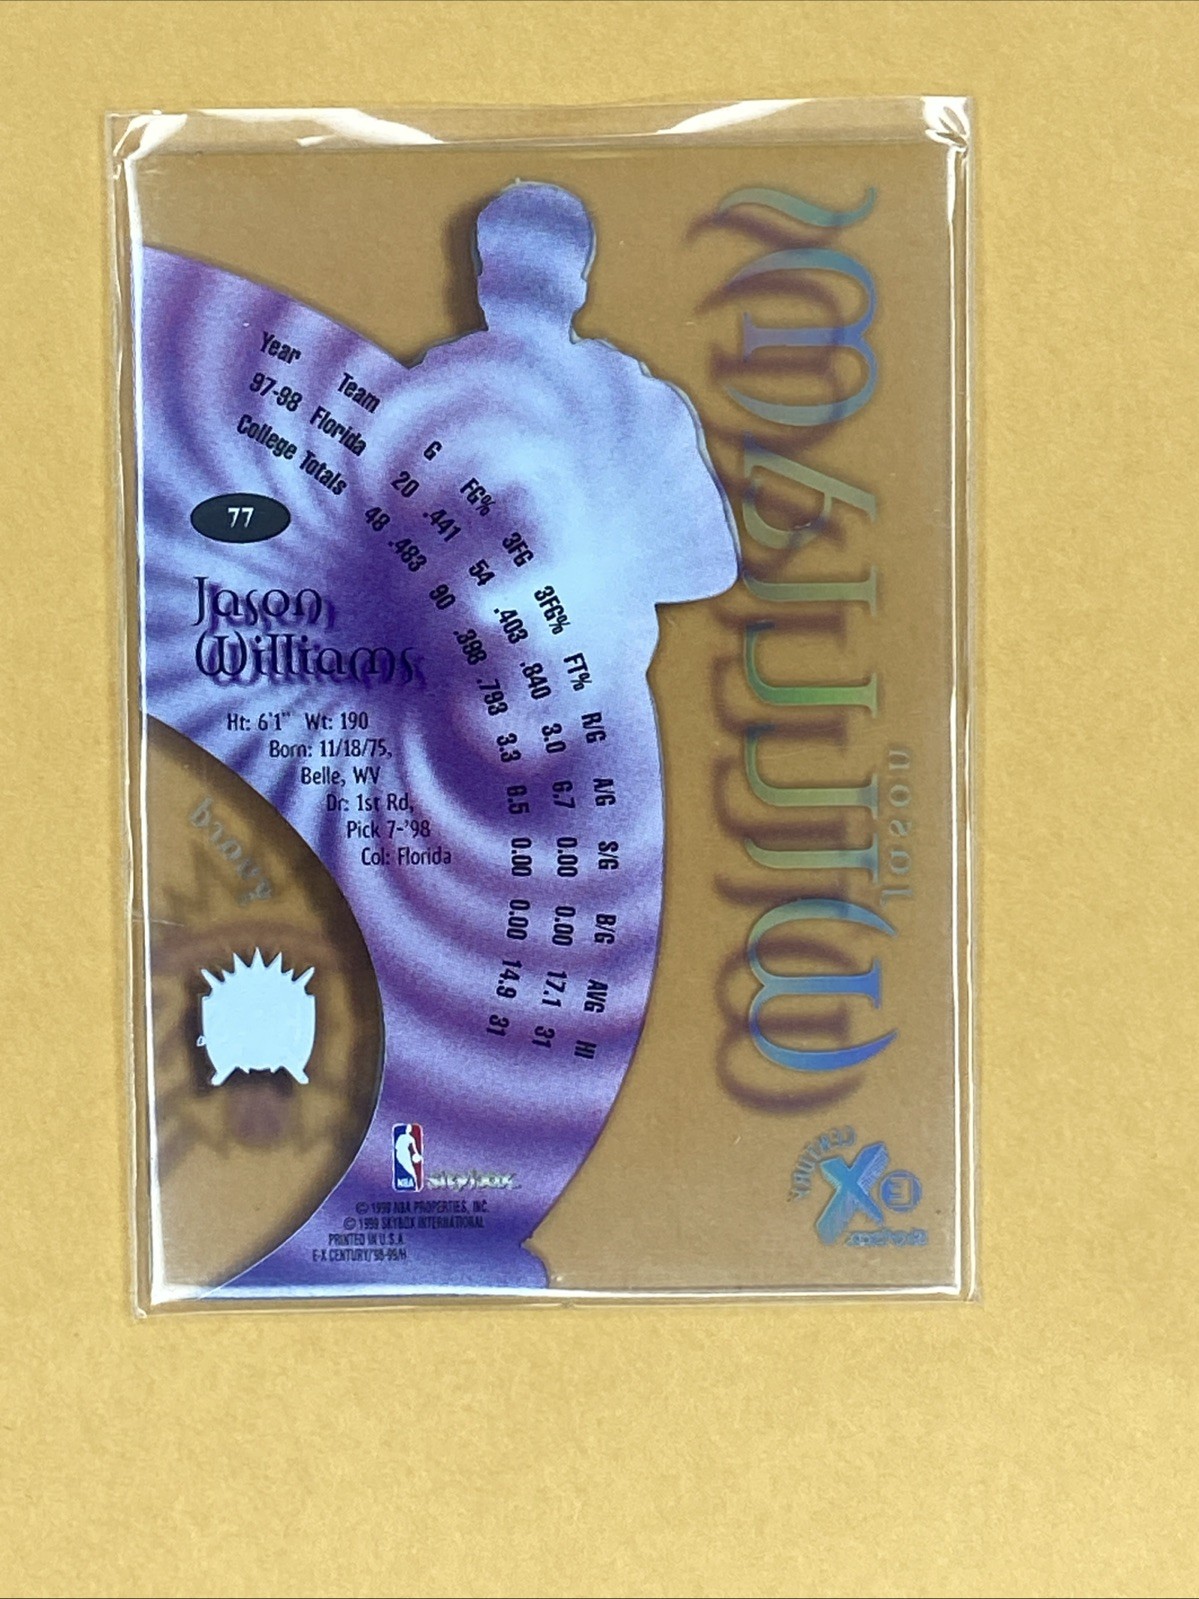 Year Team G FG% 3FG 3FG% FT% R/G A/G S/G B/G AVG HI
97-98 Florida 20 .441 54 .403 .840 3.0 6.7 0.00 0.00 17.1 31
College Totals 48 .483 90 .398 .793 3.3 6.5 0.00 0.00 14.9 31
77
Jason
Williams
Ht: 6'1" Wt: 190
Born: 11/18/75,
Belle, WV
Dr: 1st Rd,
Pick 7-'98
Col: Florida
Jason
Williams
E-X CENTURY
skybox
NBA skybox
© 1999 NBA PROPERTIES, INC.
© 1999 SKYBOX INTERNATIONAL
PRINTED IN U.S.A
E-X CENTURY/'98-99/H